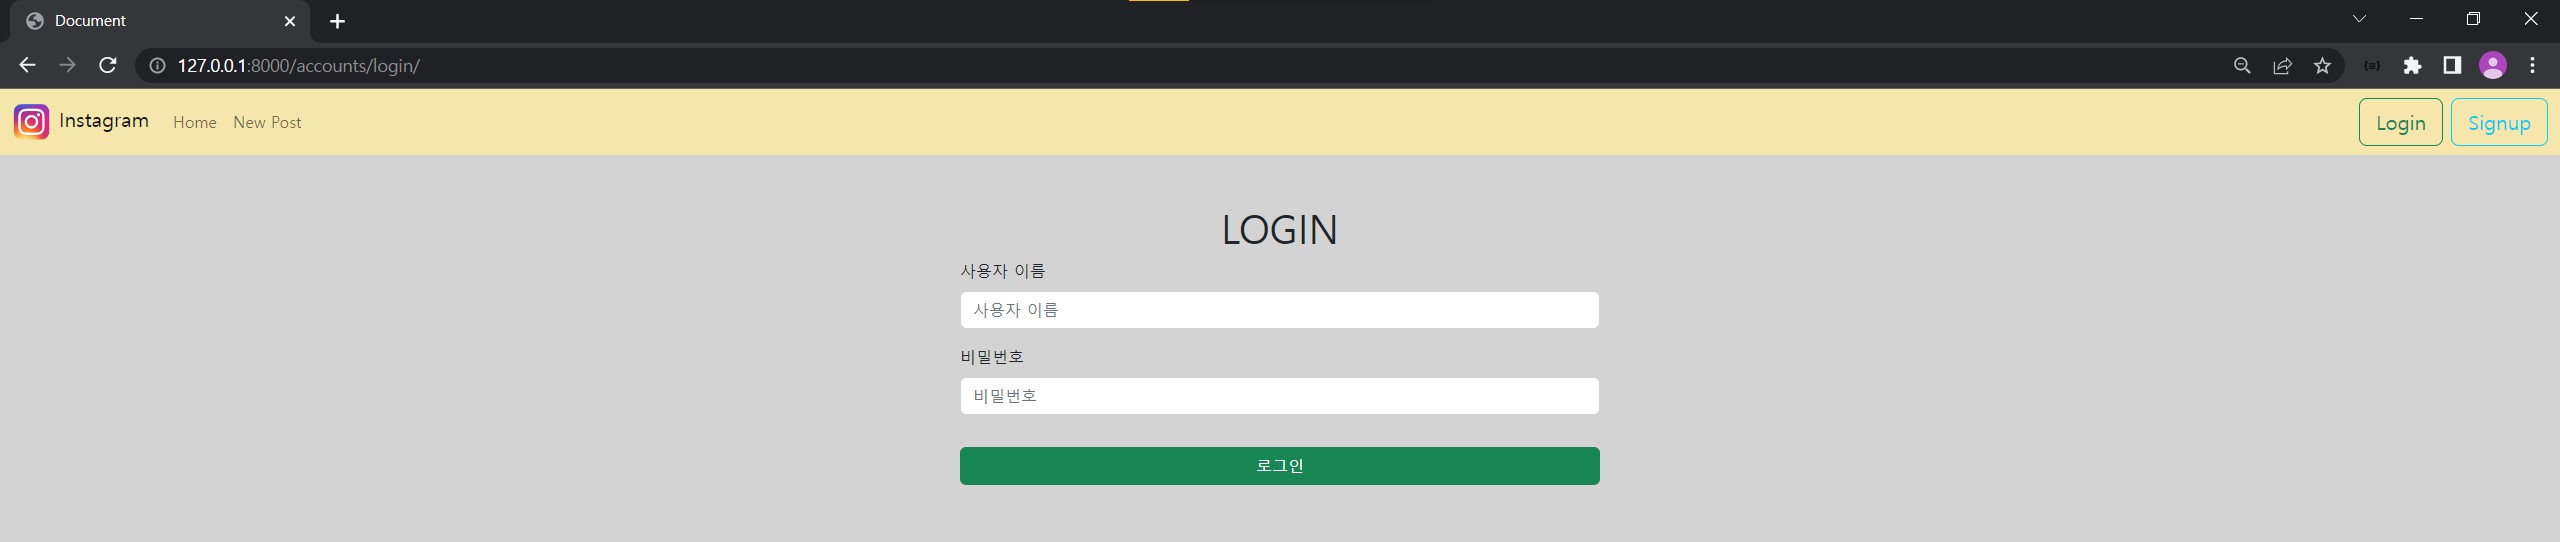 Document
127.0.0.1:8000/accounts/login/
Instagram Home New Post Login Signup
LOGIN
사용자 이름
사용자 이름
비밀번호
비밀번호
로그인